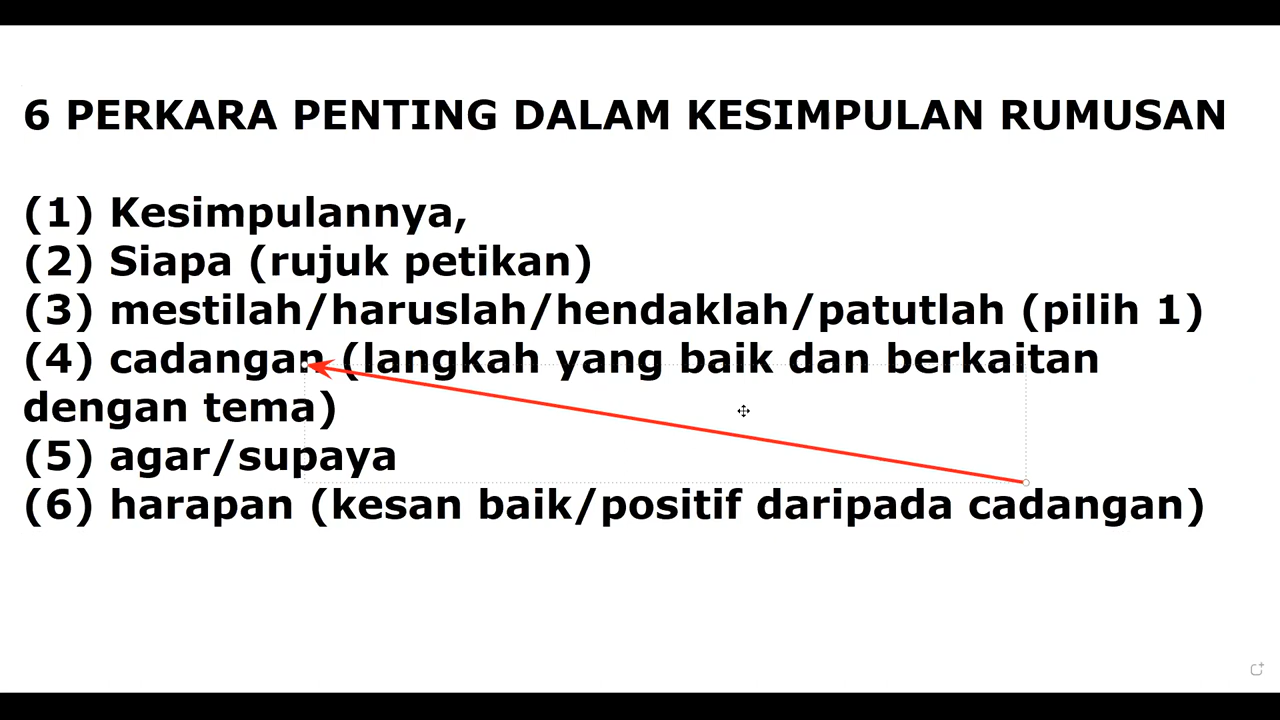 6 PERKARA PENTING DALAM KESIMPULAN RUMUSAN
(1) Kesimpulannya,
(2) Siapa (rujuk petikan)
(3) mestilah/haruslah/hendaklah/patutlah (pilih 1)
(4) cadangan (langkah yang baik dan berkaitan
dengan tema)
(5) agar/supaya
(6) harapan (kesan baik/positif daripada cadangan)